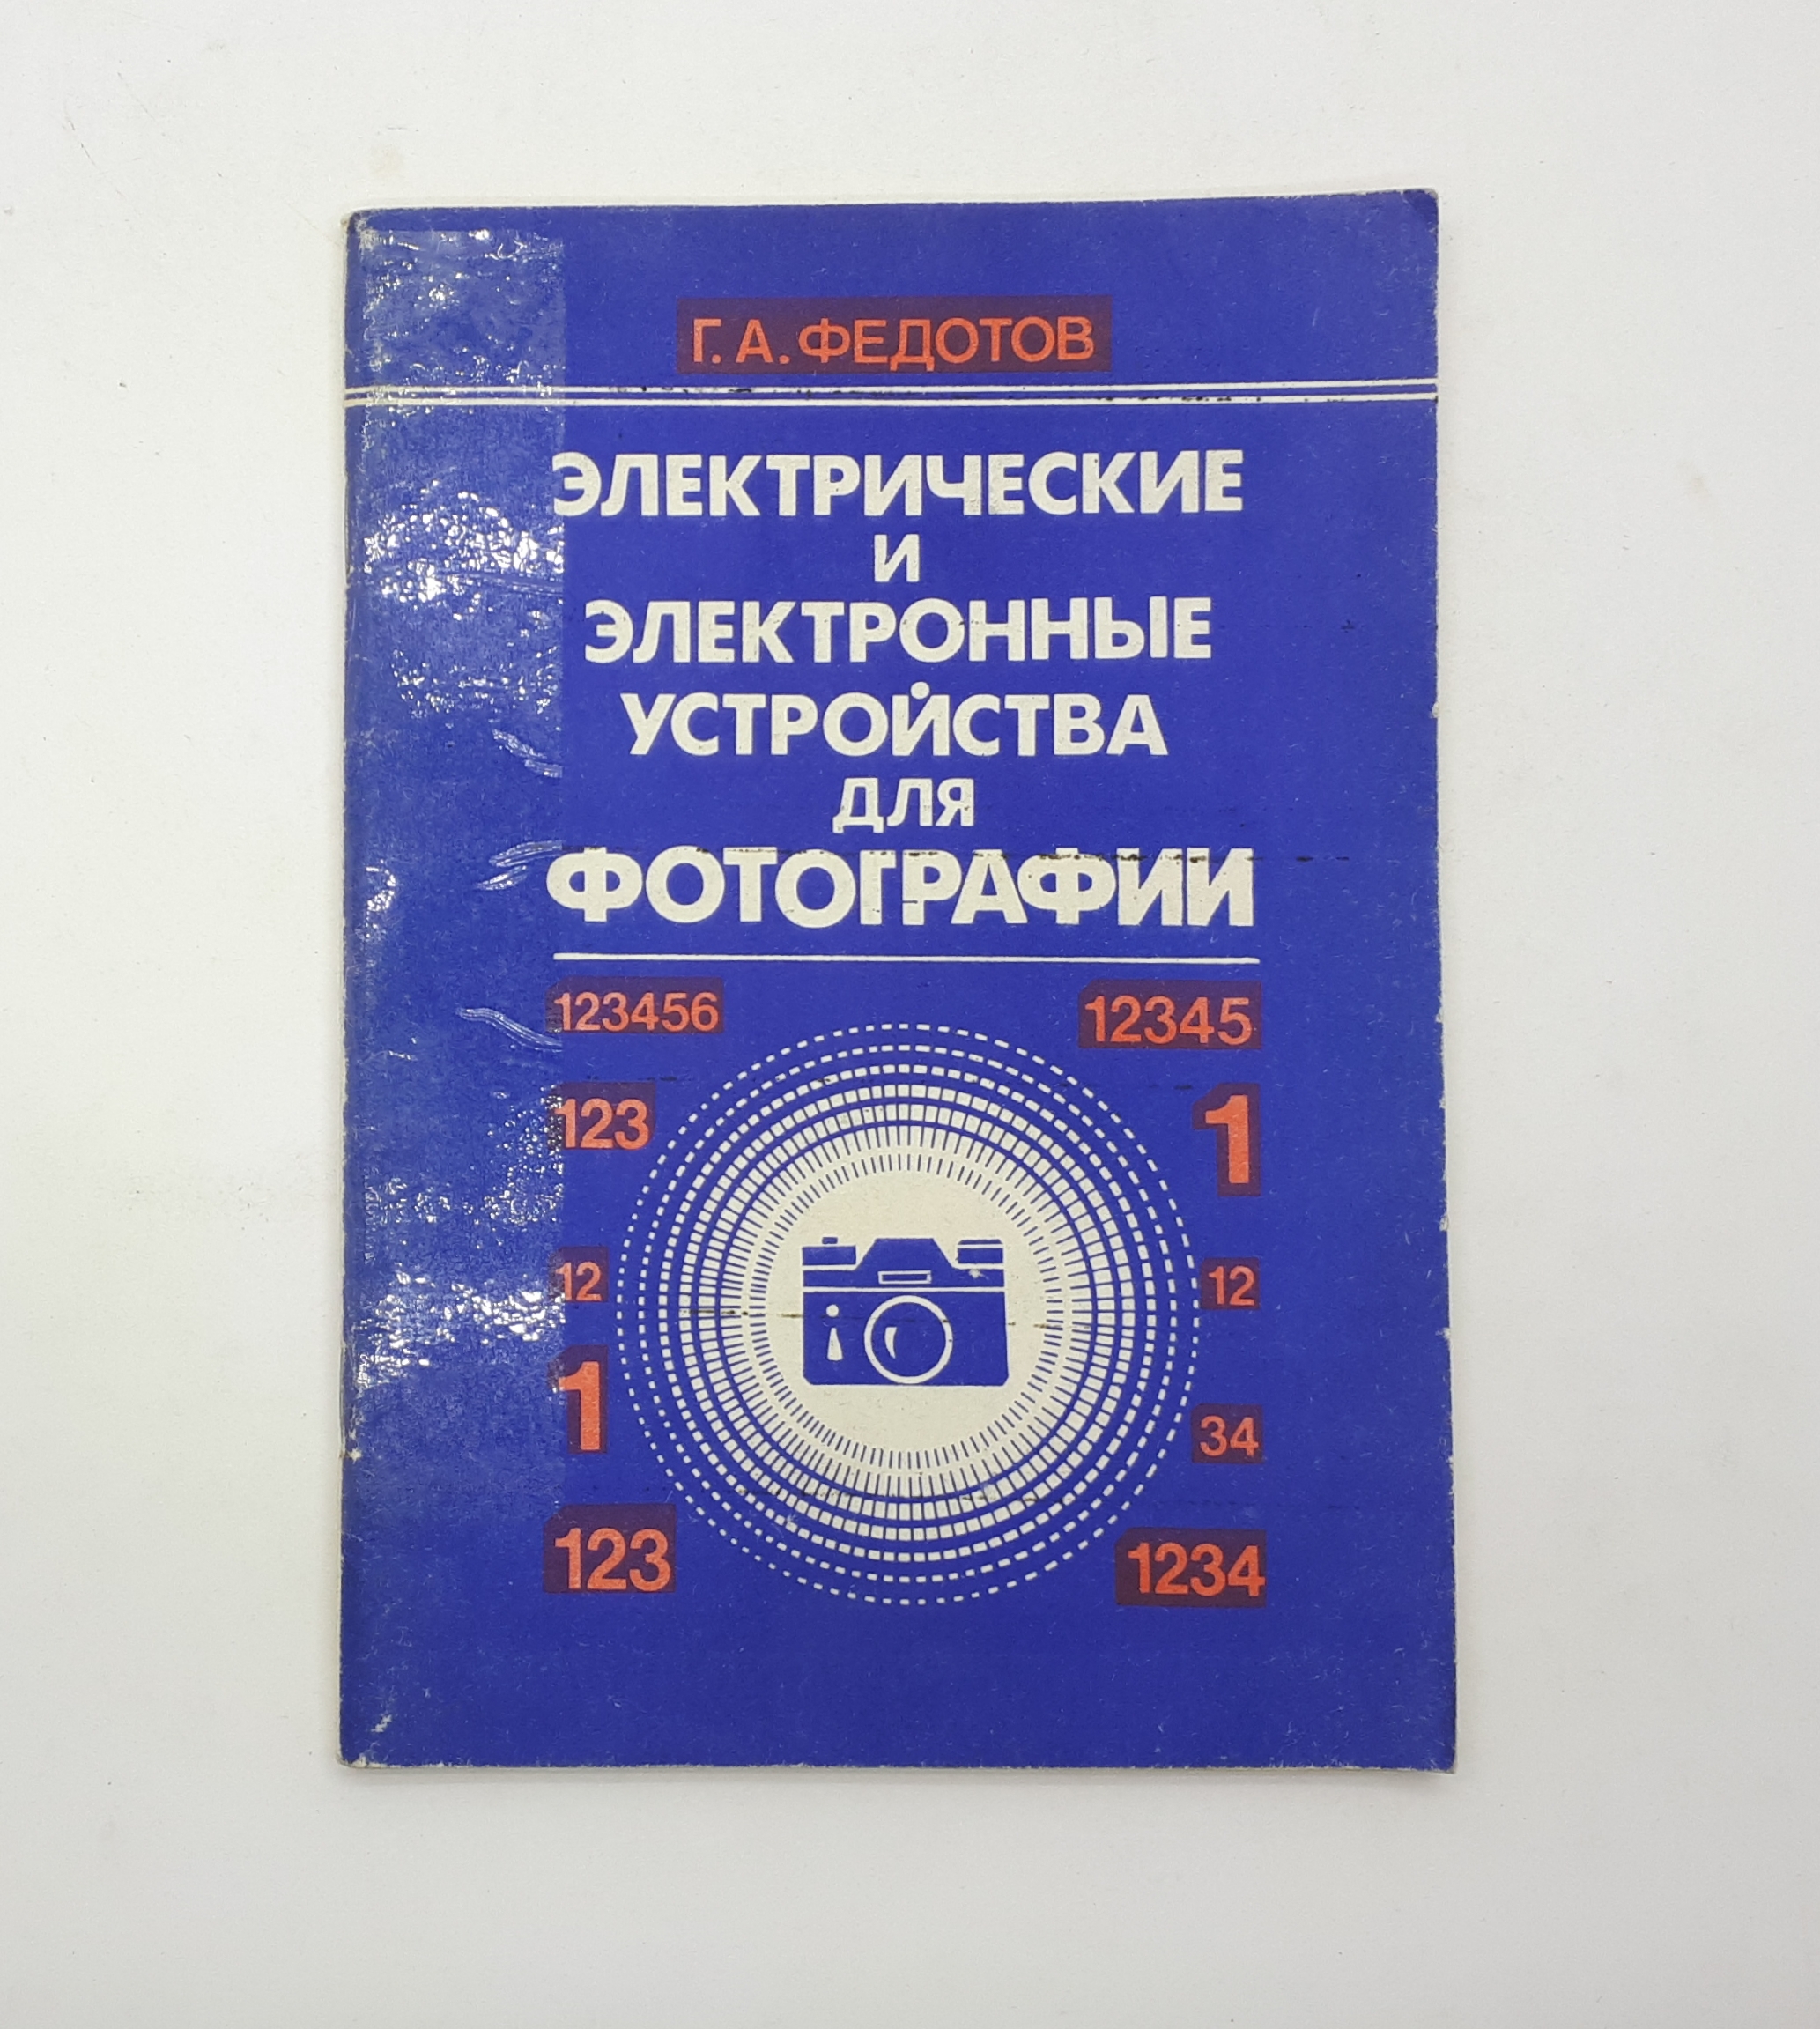 Г. А. ФЕДОТОВ
ЭЛЕКТРИЧЕСКИЕ
И
ЭЛЕКТРОННЫЕ
УСТРОЙСТВА
ДЛЯ
ФОТОГРАФИИ
123456
12345
123
1
12
12
1
34
123
1234